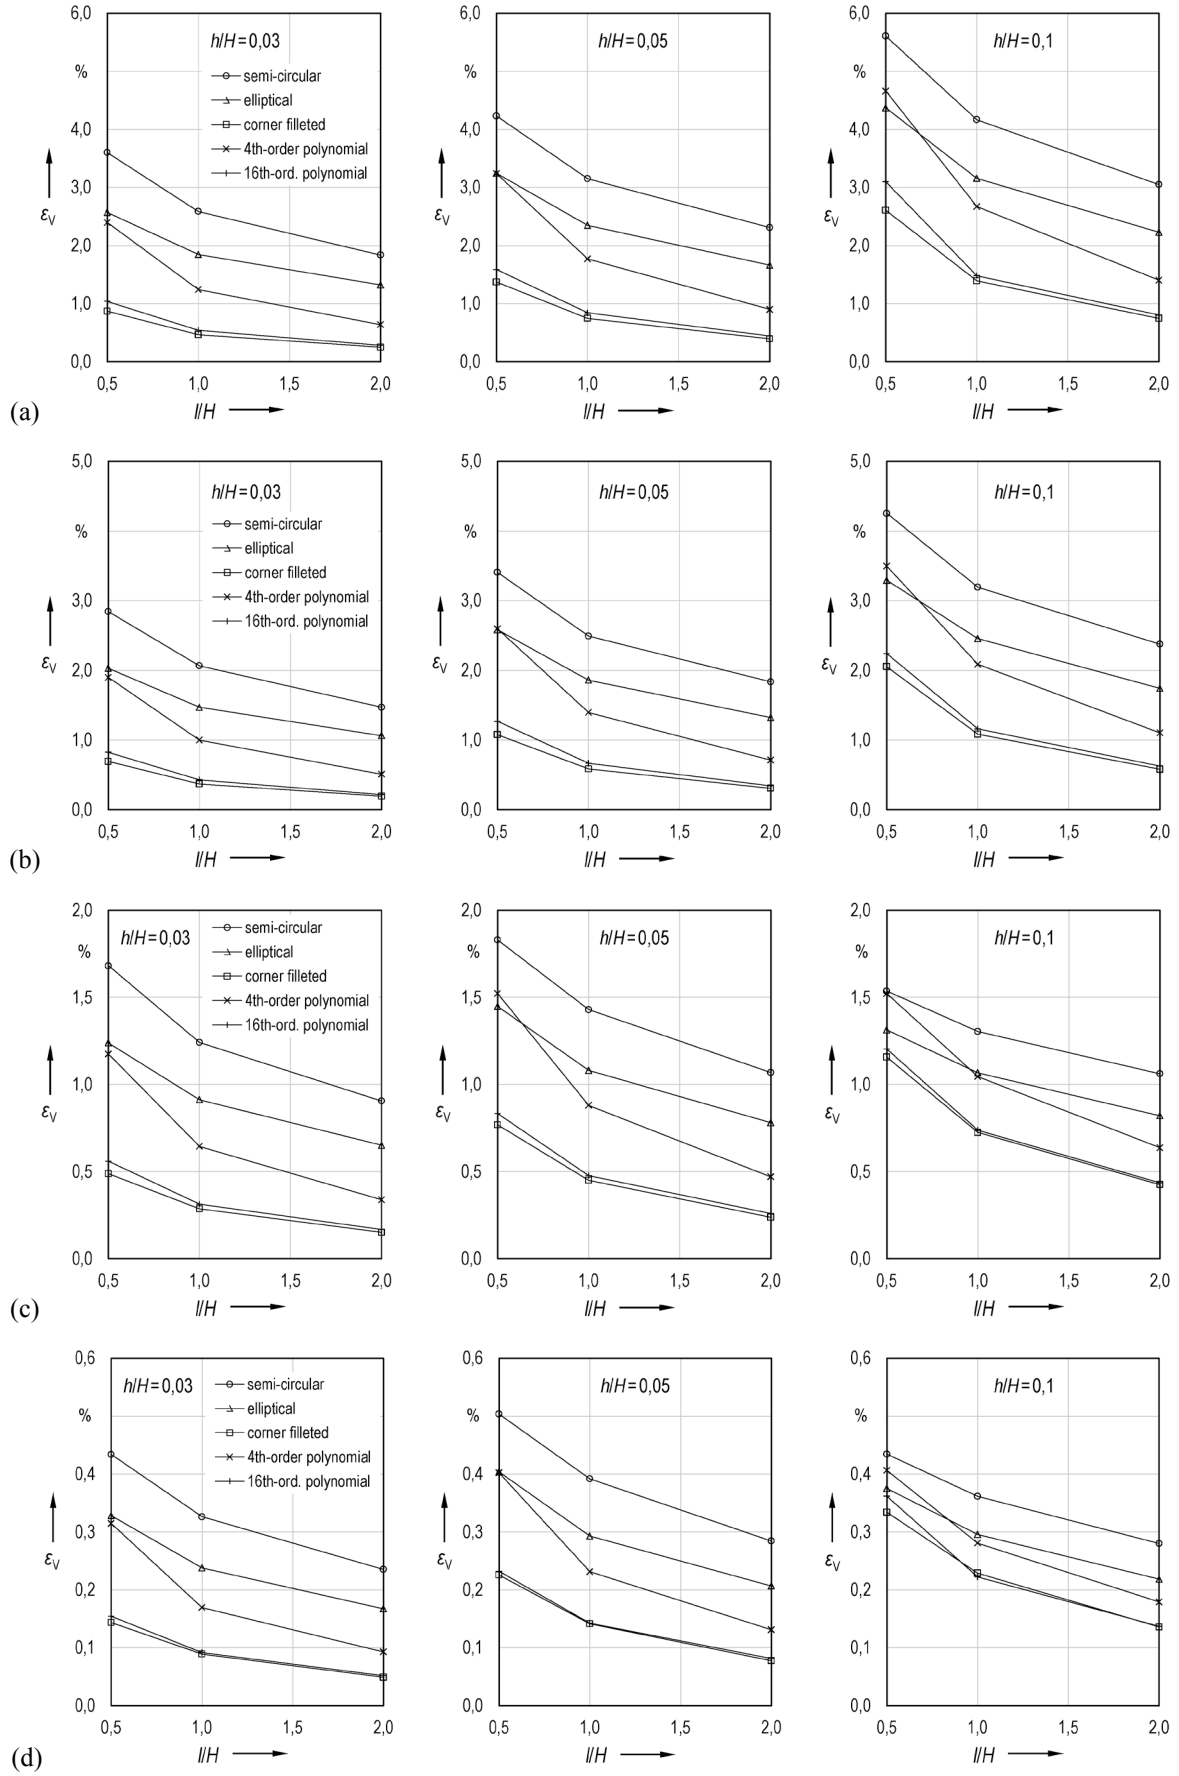 6,0
h/H=0,03
%
semi-circular
elliptical
corner filleted
4th-order polynomial
16th-ord. polynomial
4,0
3,0
εV
2,0
1,0
0,0
0,5 1,0 1,5 2,0
l/H
6,0
h/H=0,05
%
4,0
3,0
εV
2,0
1,0
0,0
0,5 1,0 1,5 2,0
l/H
6,0
h/H=0,1
%
4,0
3,0
εV
2,0
1,0
0,0
0,5 1,0 1,5 2,0
l/H
(a)
5,0
h/H=0,03
%
semi-circular
elliptical
corner filleted
4th-order polynomial
16th-ord. polynomial
3,0
εV
2,0
1,0
0,0
0,5 1,0 1,5 2,0
l/H
5,0
h/H=0,05
%
3,0
εV
2,0
1,0
0,0
0,5 1,0 1,5 2,0
l/H
5,0
h/H=0,1
%
3,0
εV
2,0
1,0
0,0
0,5 1,0 1,5 2,0
l/H
(b)
2,0
h/H=0,03
%
semi-circular
elliptical
corner filleted
4th-order polynomial
16th-ord. polynomial
1,5
1,0
εV
0,5
0,0
0,5 1,0 1,5 2,0
l/H
2,0
h/H=0,05
%
1,5
1,0
εV
0,5
0,0
0,5 1,0 1,5 2,0
l/H
2,0
h/H=0,1
%
1,5
1,0
εV
0,5
0,0
0,5 1,0 1,5 2,0
l/H
(c)
0,6
h/H=0,03
%
semi-circular
elliptical
corner filleted
4th-order polynomial
16th-ord. polynomial
0,4
0,3
εV
0,2
0,1
0,0
0,5 1,0 1,5 2,0
l/H
0,6
h/H=0,05
%
0,4
0,3
εV
0,2
0,1
0,0
0,5 1,0 1,5 2,0
l/H
0,6
h/H=0,1
%
0,4
0,3
εV
0,2
0,1
0,0
0,5 1,0 1,5 2,0
l/H
(d)